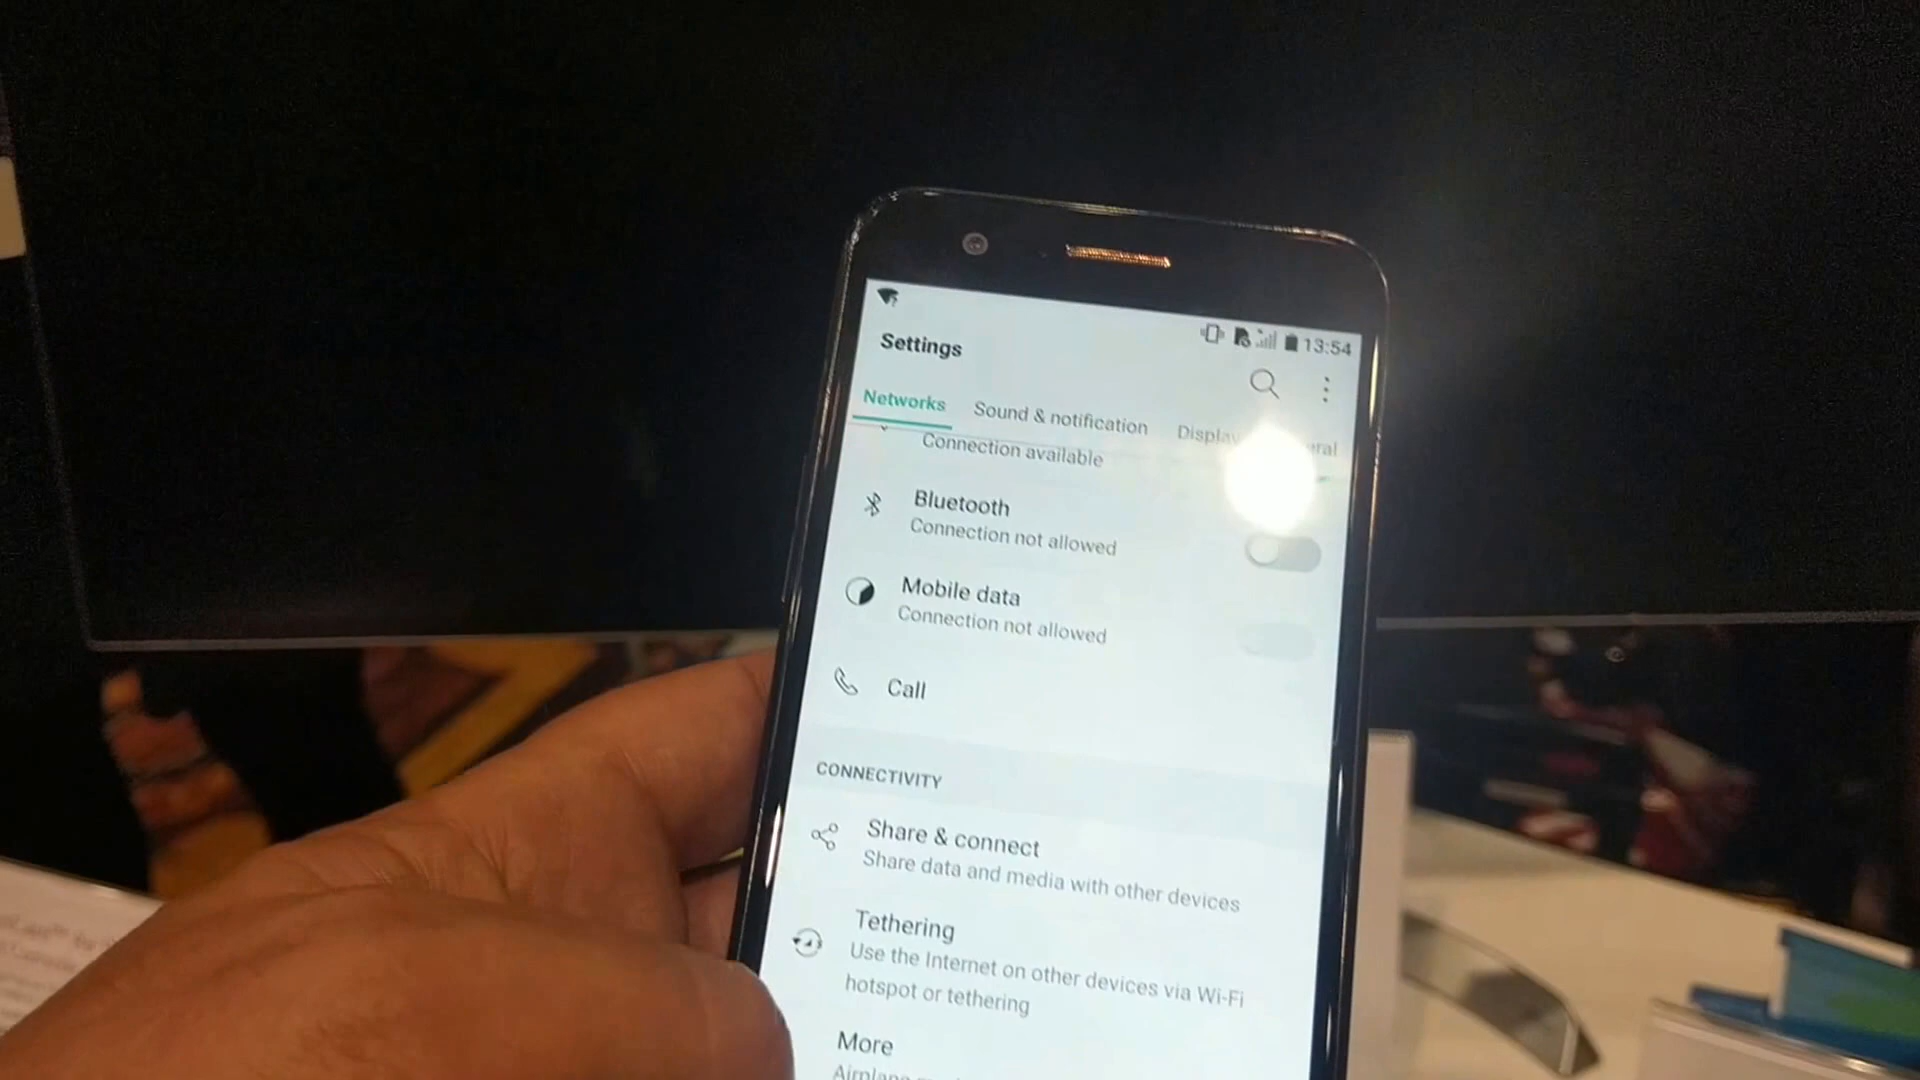 13:54
Settings
Networks Sound & notification Display
Connection available
Bluetooth
Connection not allowed
Mobile data
Connection not allowed
Call
CONNECTIVITY
Share & connect
Share data and media with other devices
Tethering
Use the Internet on other devices via Wi-Fi
hotspot or tethering
More